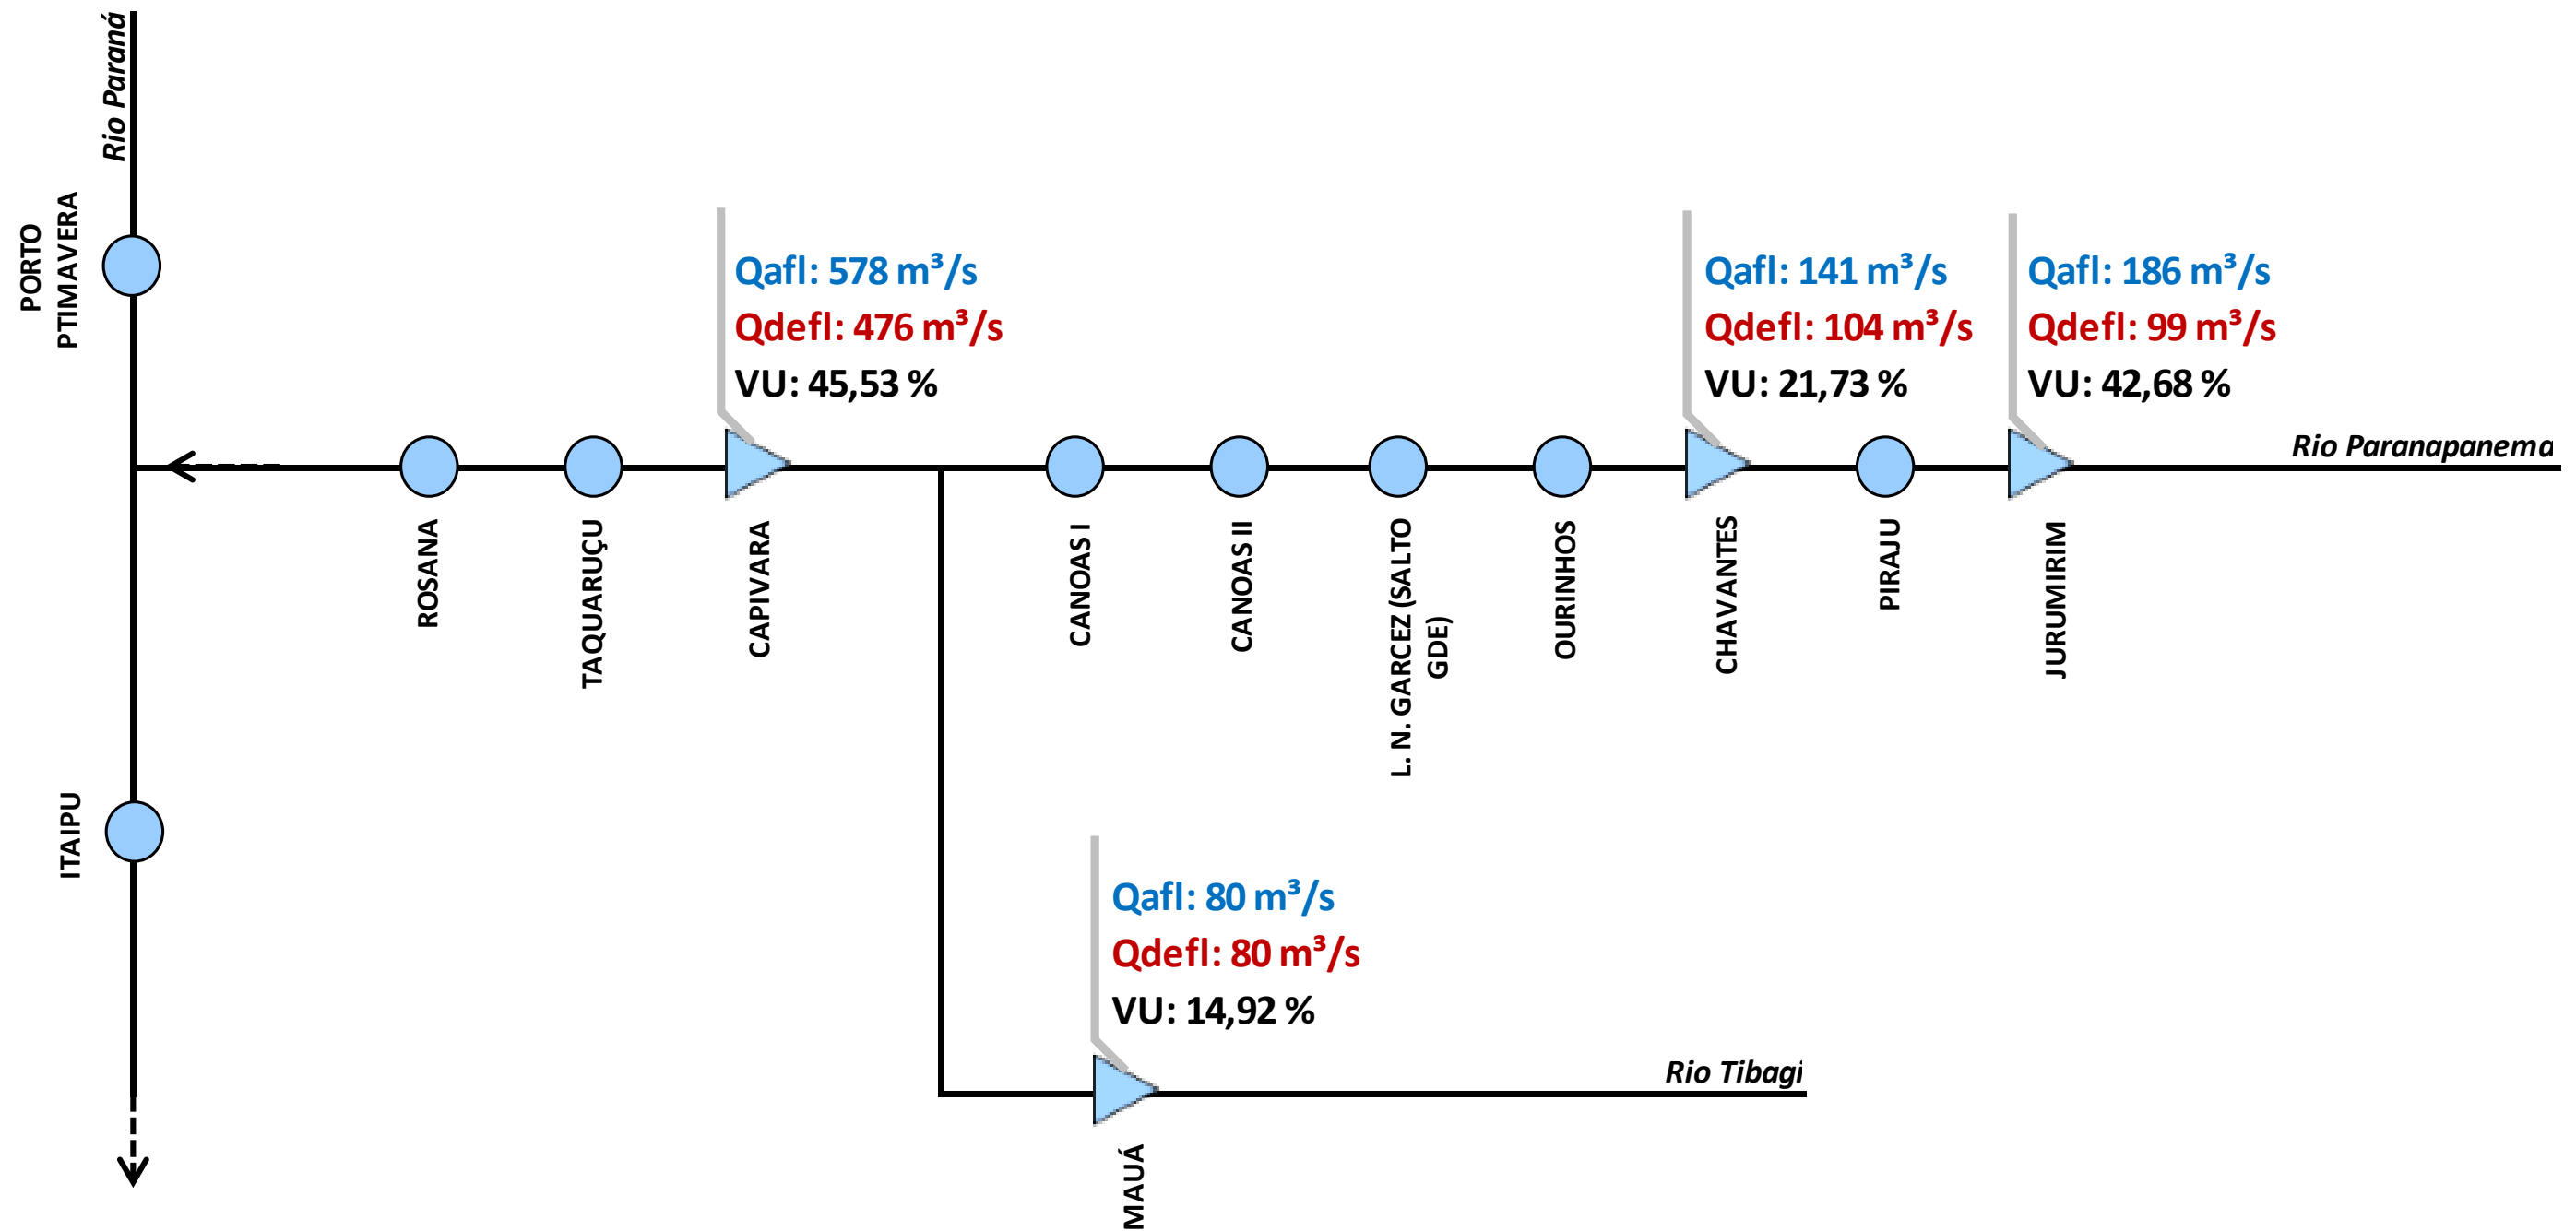 Rio Paraná
PORTO
PTIMAVERA
Qafl: 578 m³/s
Qdefl: 476 m³/s
VU: 45,53 %
Qafl: 141 m³/s
Qdefl: 104 m³/s
VU: 21,73 %
Qafl: 186 m³/s
Qdefl: 99 m³/s
VU: 42,68 %
Rio Paranapanema
ROSANA
TAQUARUÇU
CAPIVARA
CANOAS I
CANOAS II
L. N. GARCEZ (SALTO
GDE)
OURINHOS
CHAVANTES
PIRAJU
JURUMIRIM
ITAIPU
Qafl: 80 m³/s
Qdefl: 80 m³/s
VU: 14,92 %
Rio Tibagi
MAUÁ